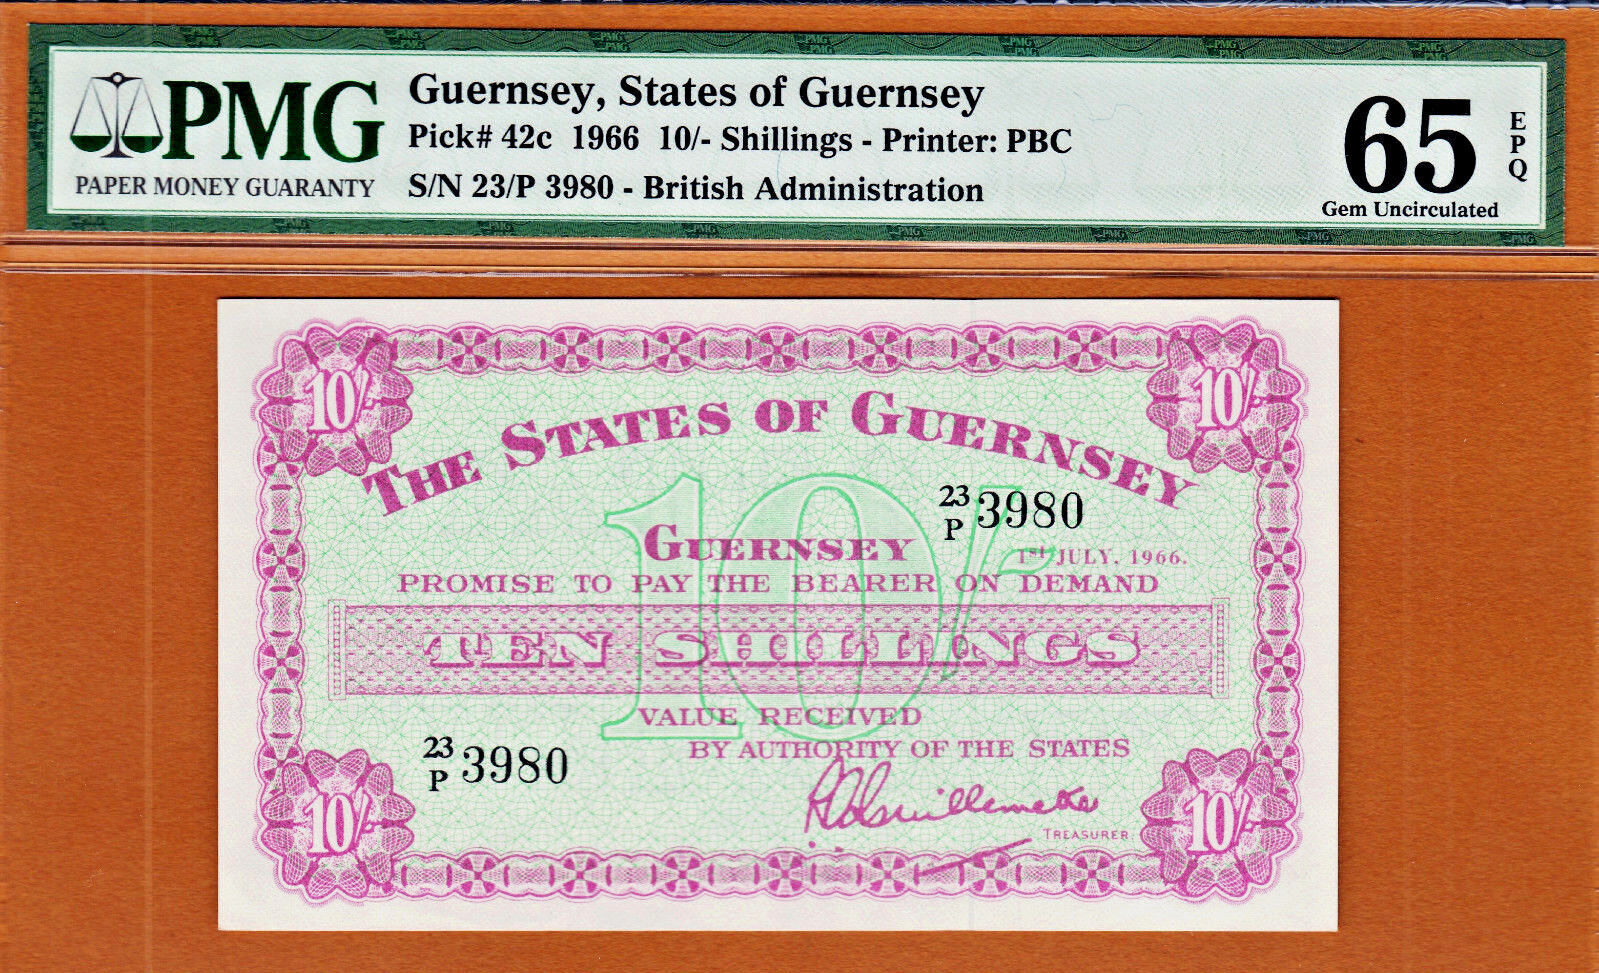 PMG
PAPER MONEY GUARANTY
Guernsey, States of Guernsey
Pick# 42c 1966 10/- Shillings - Printer: PBC
S/N 23/P 3980 - British Administration
65
EPQ
Gem Uncirculated
10/-
10/-
THE STATES OF GUERNSEY
23/P 3980
10/-
GUERNSEY
1st JULY, 1966.
PROMISE TO PAY THE BEARER ON DEMAND
TEN SHILLINGS
VALUE RECEIVED
BY AUTHORITY OF THE STATES
23/P 3980
TREASURER.
10/-
10/-